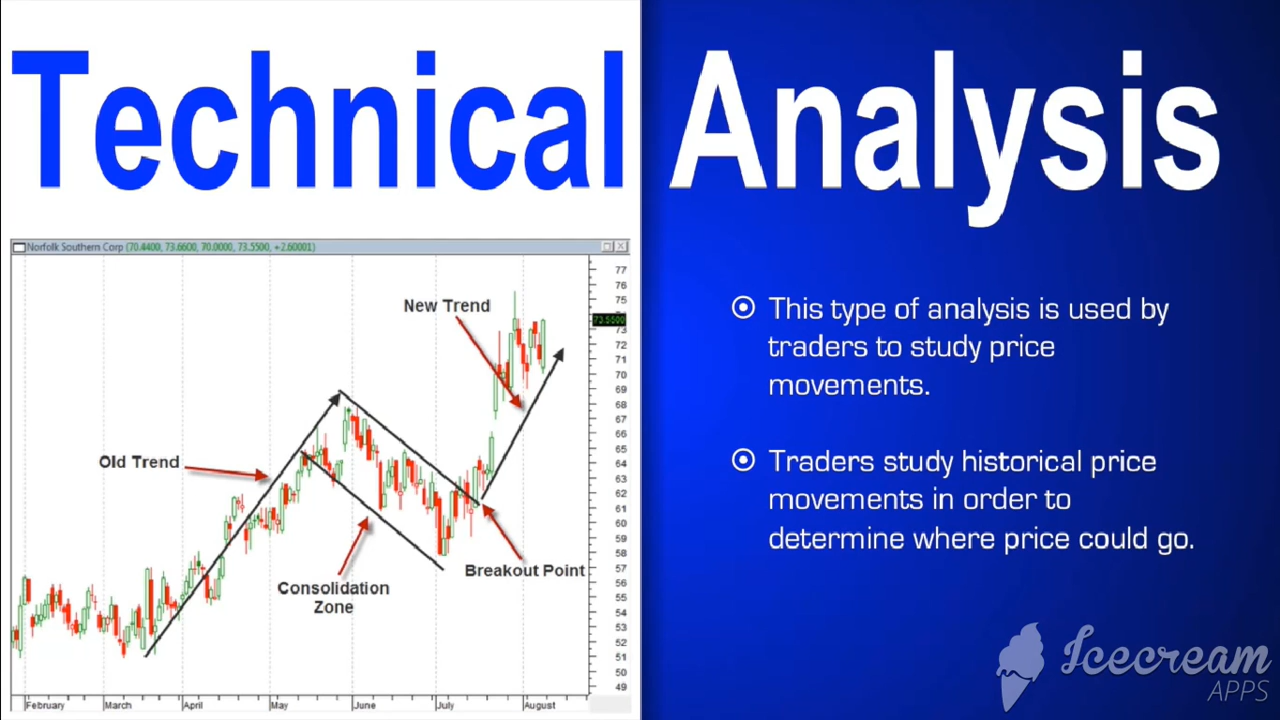 Technical Analysis
Norfolk Southern Corp (70.4400, 73.6600, 70.0000, 73.5500, +2.60001)
77
76
75
74
73.5500
73
72
71
70
69
68
67
66
65
64
63
62
61
60
59
58
57
56
55
54
53
52
51
50
49
New Trend
Old Trend
Consolidation
Zone
Breakout Point
February March April May June July August
This type of analysis is used by
traders to study price
movements.
Traders study historical price
movements in order to
determine where price could go.
Icecream
APPS